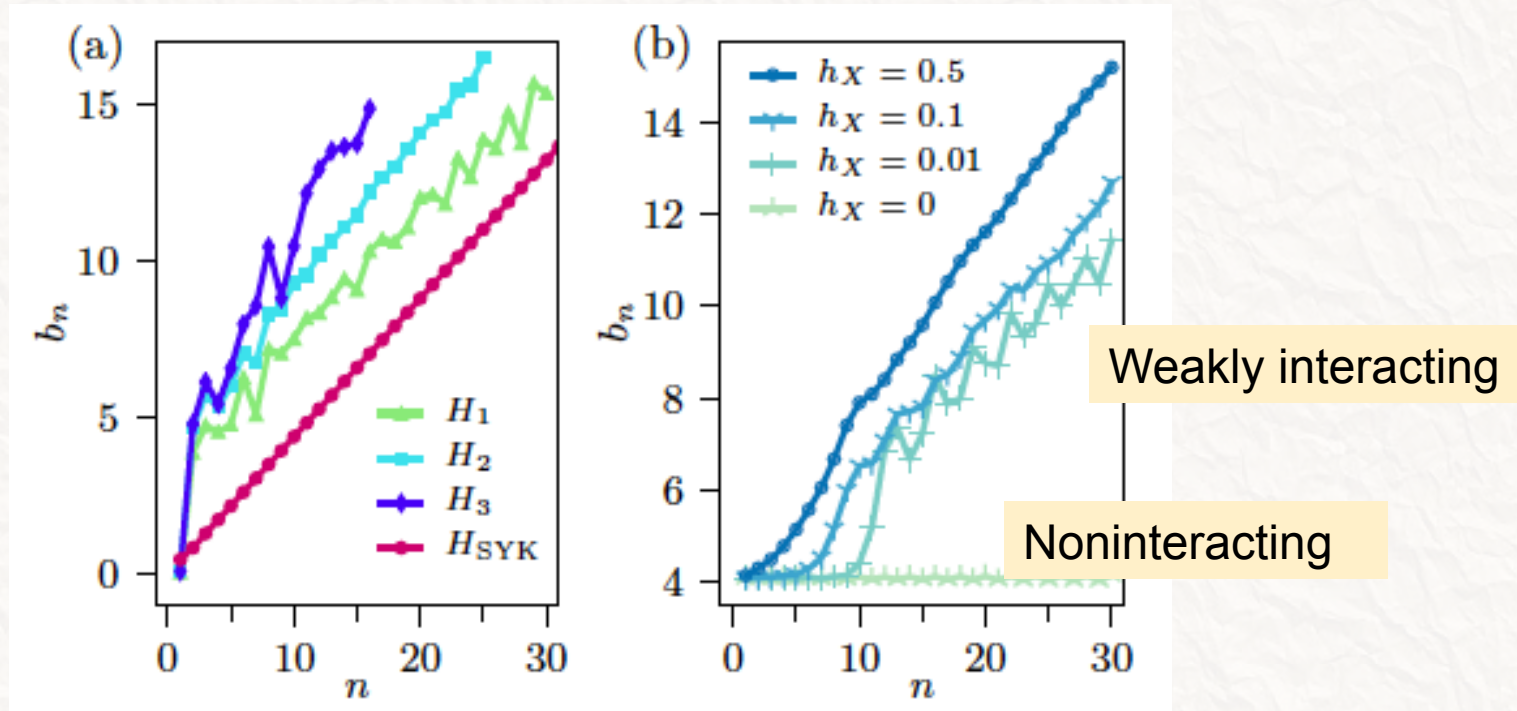 (a)
15
10
5
0
b_n
H_1
H_2
H_3
H_SYK
0 10 20 30
n
(b)
h_X = 0.5
h_X = 0.1
h_X = 0.01
h_X = 0
14
12
10
8
6
4
b_n
0 10 20 30
n
Weakly interacting
Noninteracting